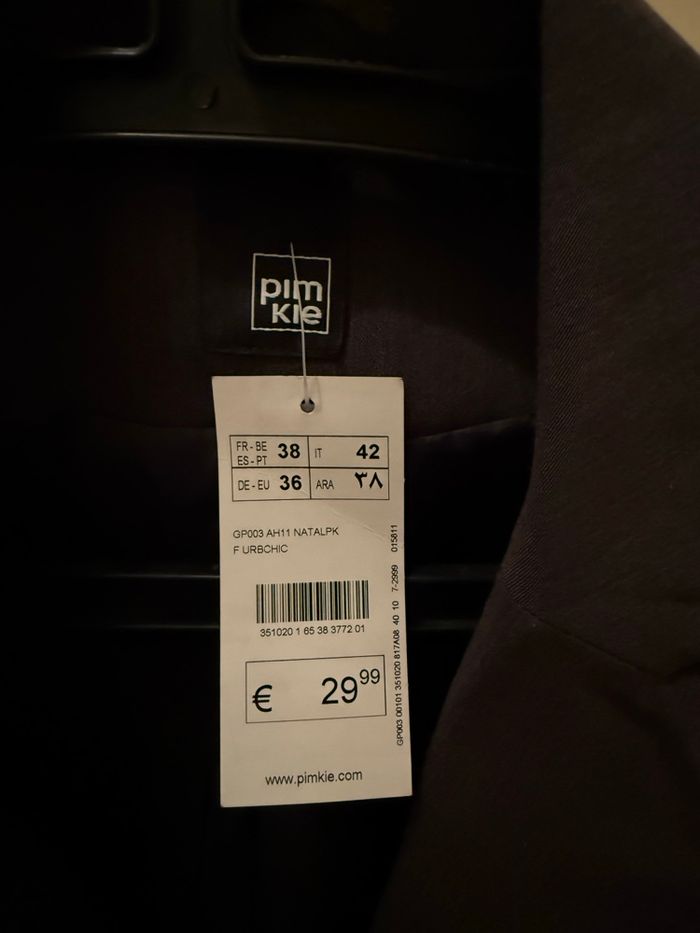 pim
kie
FR - BE 38 IT 42
ES - PT
DE - EU 36 ARA ٣٨
GP003 AH11 NATALPK
F URBCHIC
351020 1 65 38 3772 01
€ 29 99
www.pimkie.com
GP003 00101 351020 817A08 40 10 7-2999 015811